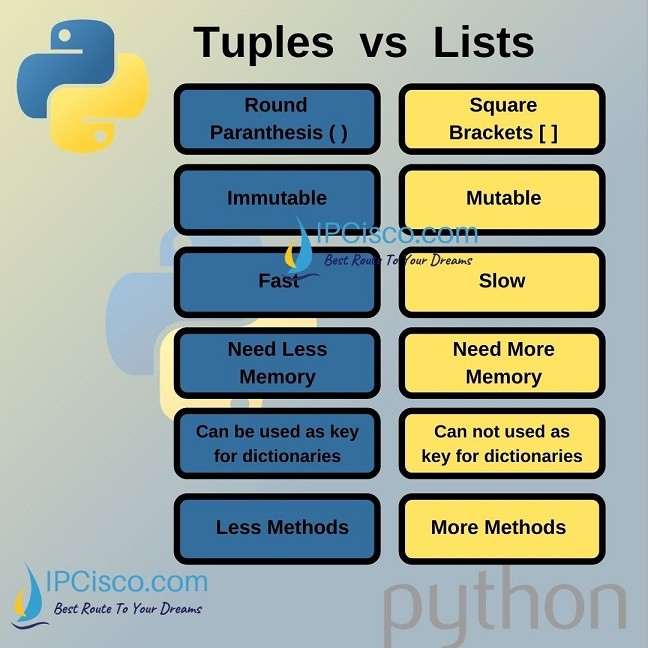 Tuples vs Lists
Round
Paranthesis ( )
Square
Brackets [ ]
Immutable
Mutable
IPCisco.com
Best Route To Your Dreams
Fast
Slow
Need Less
Memory
Need More
Memory
Can be used as key
for dictionaries
Can not used as
key for dictionaries
Less Methods
More Methods
IPCisco.com
Best Route To Your Dreams
python